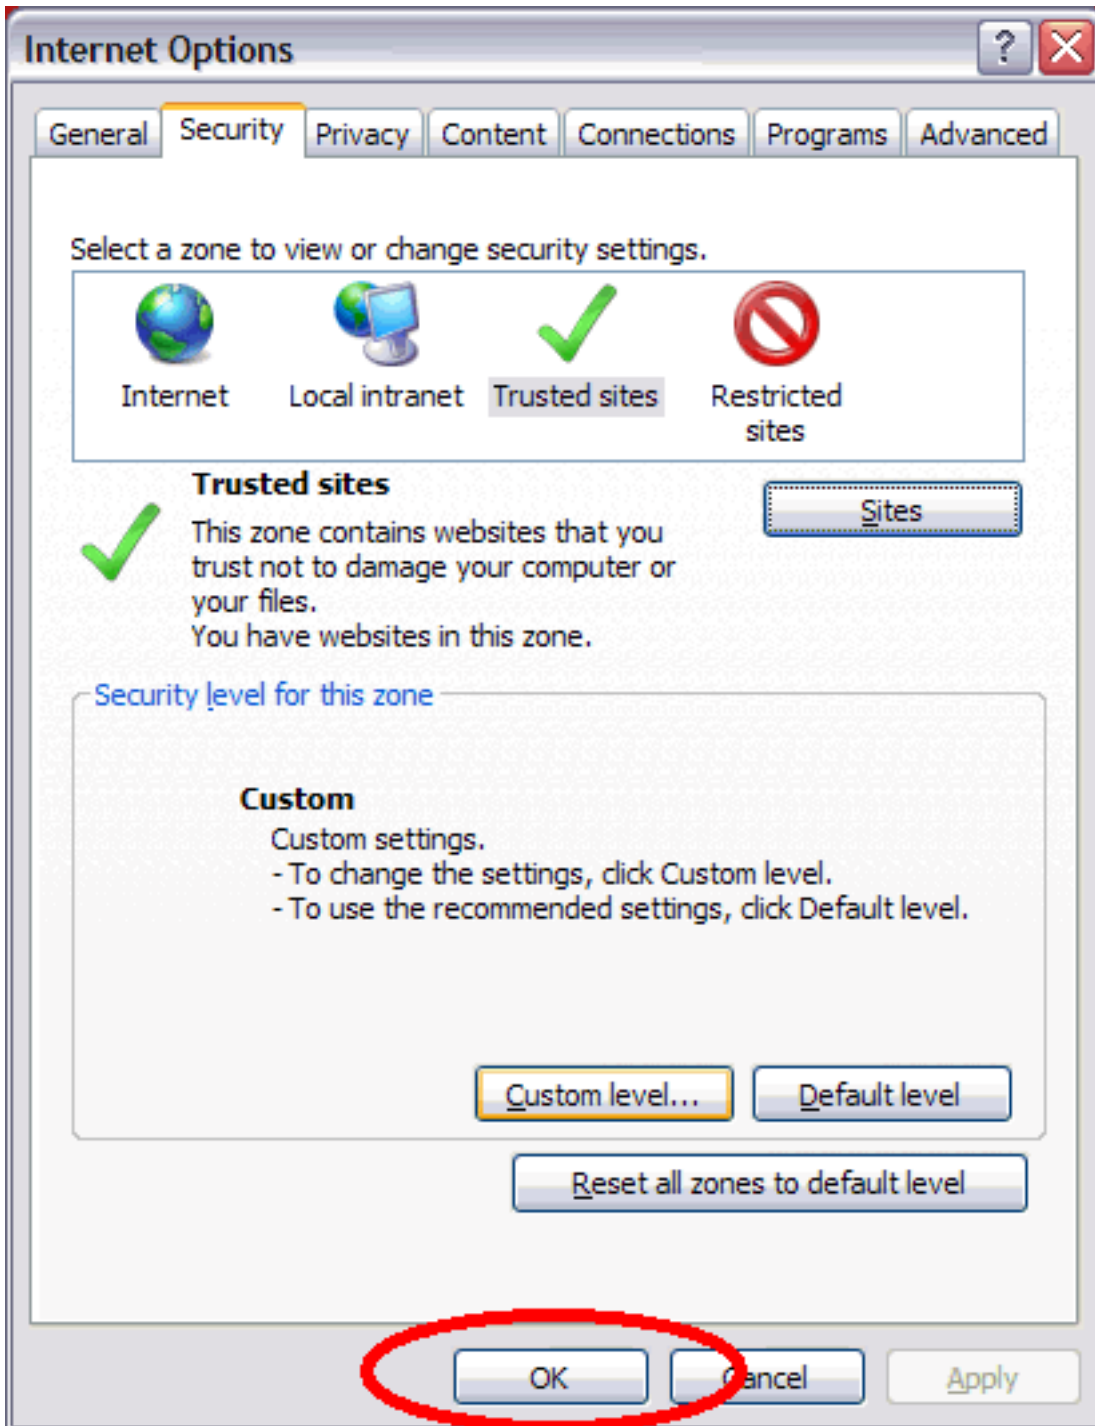 Internet Options
?
General Security Privacy Content Connections Programs Advanced
Select a zone to view or change security settings.
Internet Local intranet Trusted sites Restricted
sites
Trusted sites
Sites
This zone contains websites that you
trust not to damage your computer or
your files.
You have websites in this zone.
Security level for this zone
Custom
Custom settings.
- To change the settings, click Custom level.
- To use the recommended settings, click Default level.
Custom level... Default level
Reset all zones to default level
OK Cancel Apply